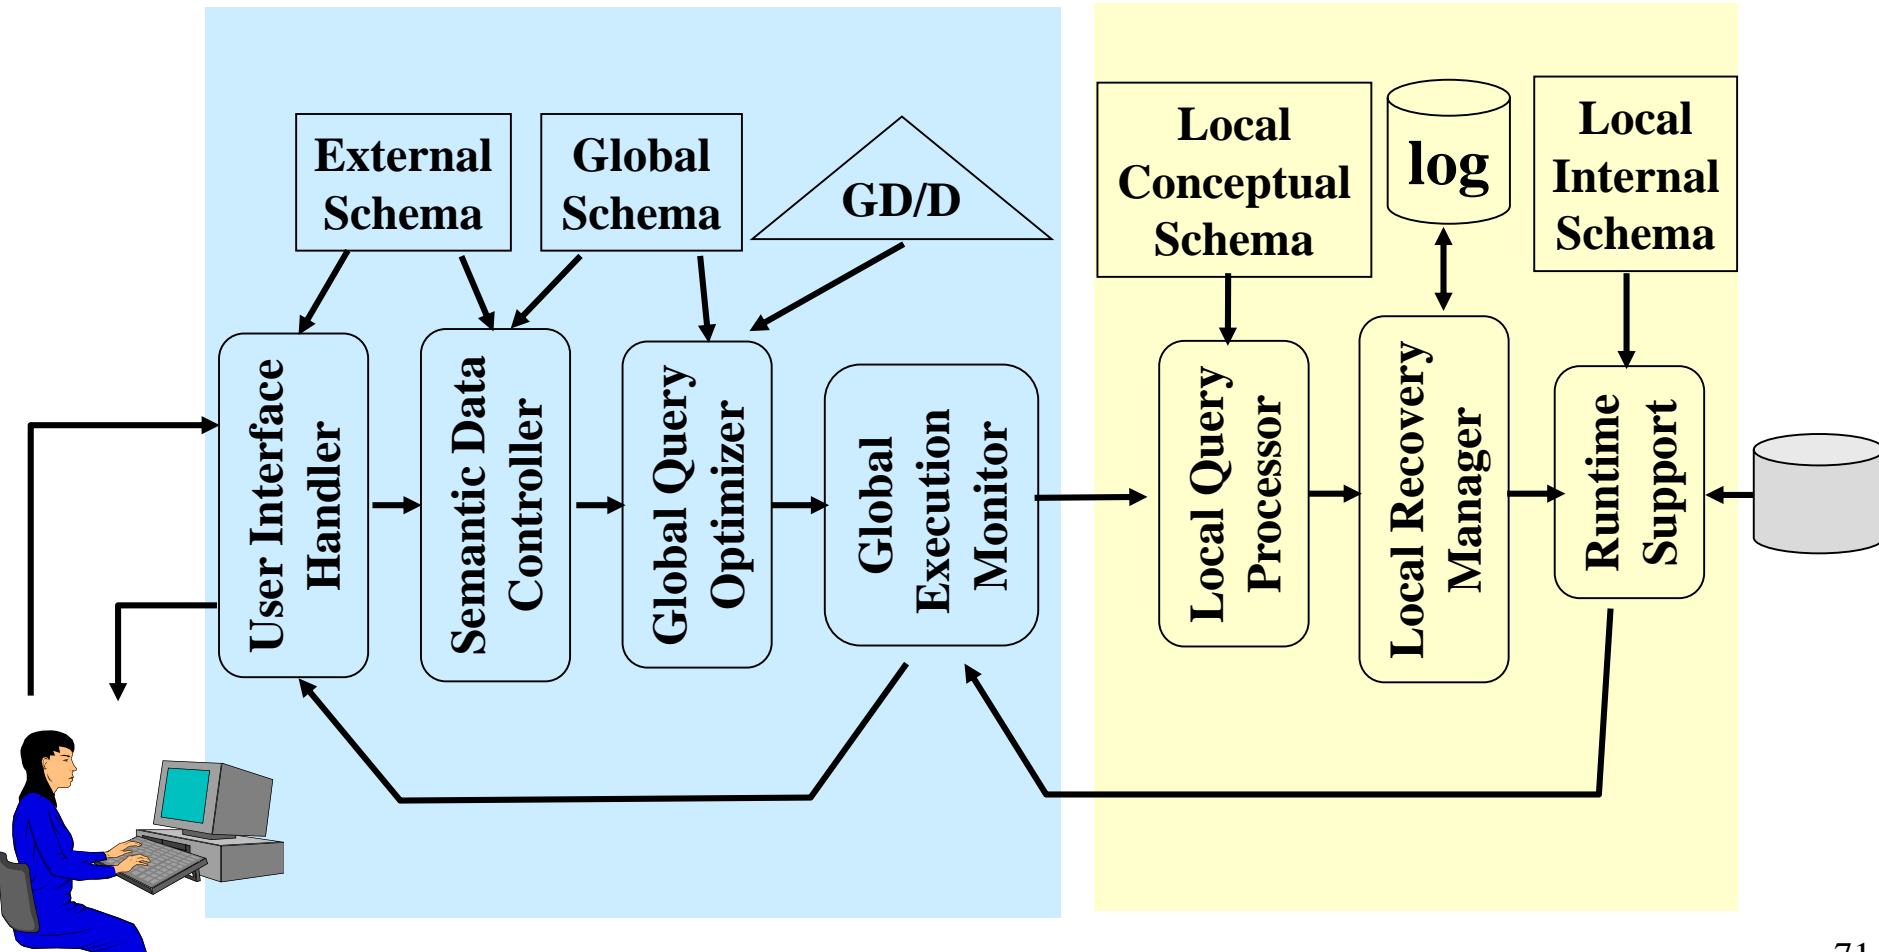 External
Schema
Global
Schema
GD/D
Local
Conceptual
Schema
log
Local
Internal
Schema
User Interface
Handler
Semantic Data
Controller
Global Query
Optimizer
Global
Execution
Monitor
Local Query
Processor
Local Recovery
Manager
Runtime
Support
71